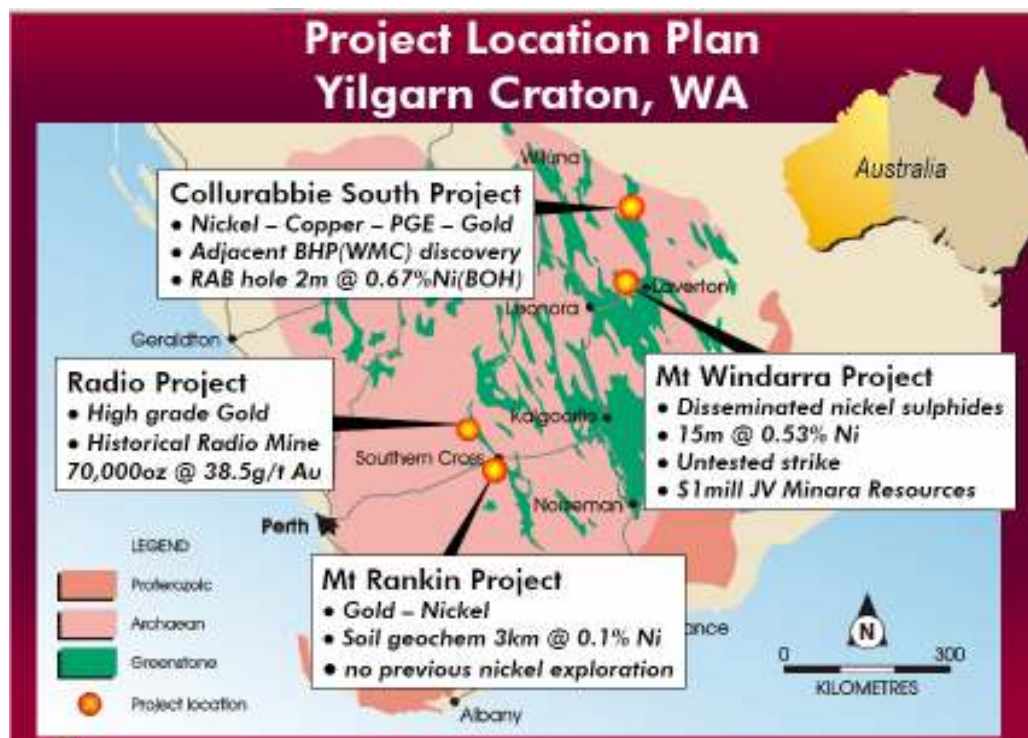 Project Location Plan
Yilgarn Craton, WA
Australia
Wiluna
Collurabbie South Project
● Nickel – Copper – PGE – Gold
● Adjacent BHP(WMC) discovery
● RAB hole 2m @ 0.67%Ni(BOH)
Laverton
Leonora
Geraldton
Radio Project
● High grade Gold
● Historical Radio Mine
70,000oz @ 38.5g/t Au
Mt Windarra Project
● Disseminated nickel sulphides
● 15m @ 0.53% Ni
● Untested strike
● $1mill JV Minara Resources
Kalgoorlie
Southern Cross
Norseman
Perth
Mt Rankin Project
● Gold – Nickel
● Soil geochem 3km @ 0.1% Ni
● no previous nickel exploration
ance
LEGEND
Proterozoic
Archaean
Greenstone
Project location
Albany
N
0 300
KILOMETRES